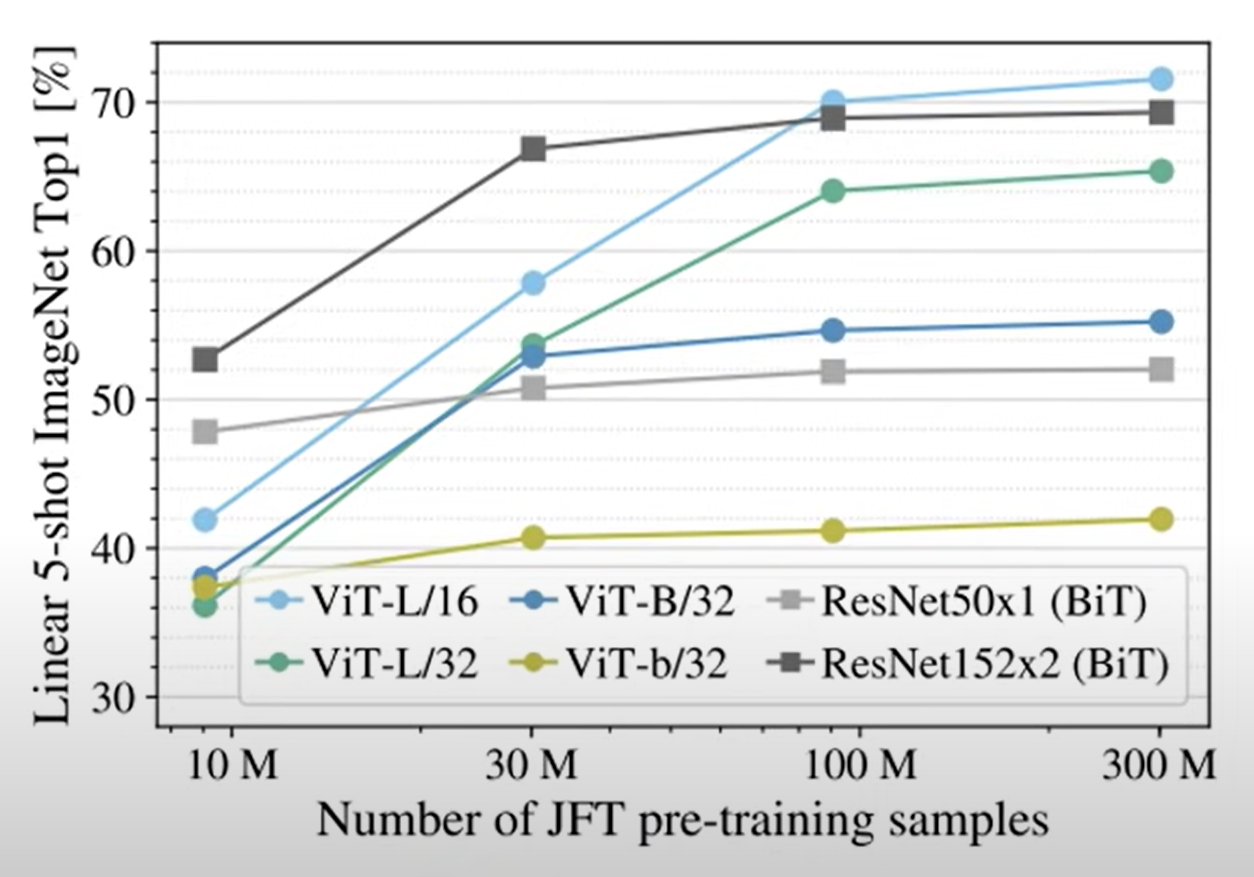 Linear 5-shot ImageNet Top1 [%]
70
60
50
40
30
ViT-L/16 ViT-B/32 ResNet50x1 (BiT)
ViT-L/32 ViT-b/32 ResNet152x2 (BiT)
10 M 30 M 100 M 300 M
Number of JFT pre-training samples